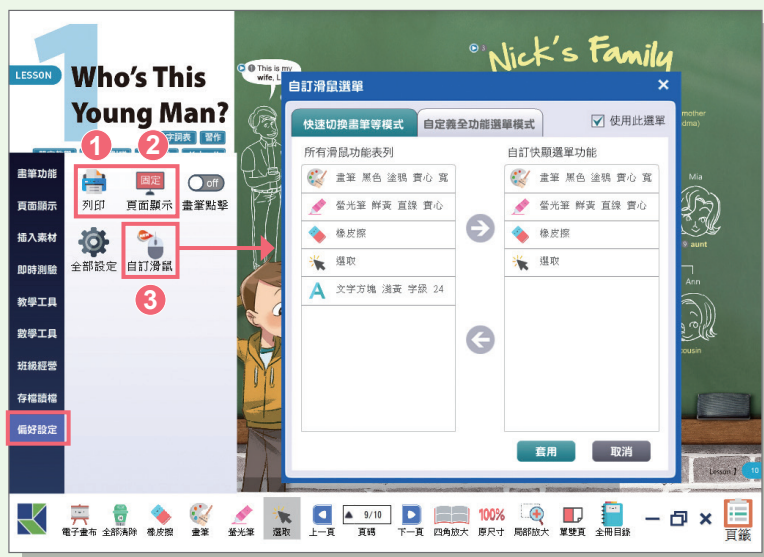 1
LESSON
Who's This
Young Man?
字詞表 習作
3 Nick's Family
This is my
wife, L
mother
dma)
Mia
aunt
Ann
cousin
1 2
畫筆功能
頁面顯示
插入素材
即時測驗
教學工具
數學工具
班級經營
存檔讀檔
偏好設定
列印 固定 頁面顯示 off 畫筆點擊
全部設定 自訂滑鼠
3
自訂滑鼠選單 ×
快速切換畫筆等模式 自定義全功能選單模式 使用此選單
所有滑鼠功能表列 自訂快顯選單功能
畫筆 黑色 塗鴉 實心 寬 畫筆 黑色 塗鴉 實心 寬
螢光筆 鮮黃 直線 實心 螢光筆 鮮黃 直線 實心
橡皮擦 橡皮擦
選取 選取
A 文字方塊 淺黃 字級 24
套用 取消
Lesson 1 10
9/10 100%
電子畫布 全部清除 橡皮擦 畫筆 螢光筆 選取 上一頁 頁碼 下一頁 四角放大 原尺寸 局部放大 單雙頁 全冊目錄 頁籤